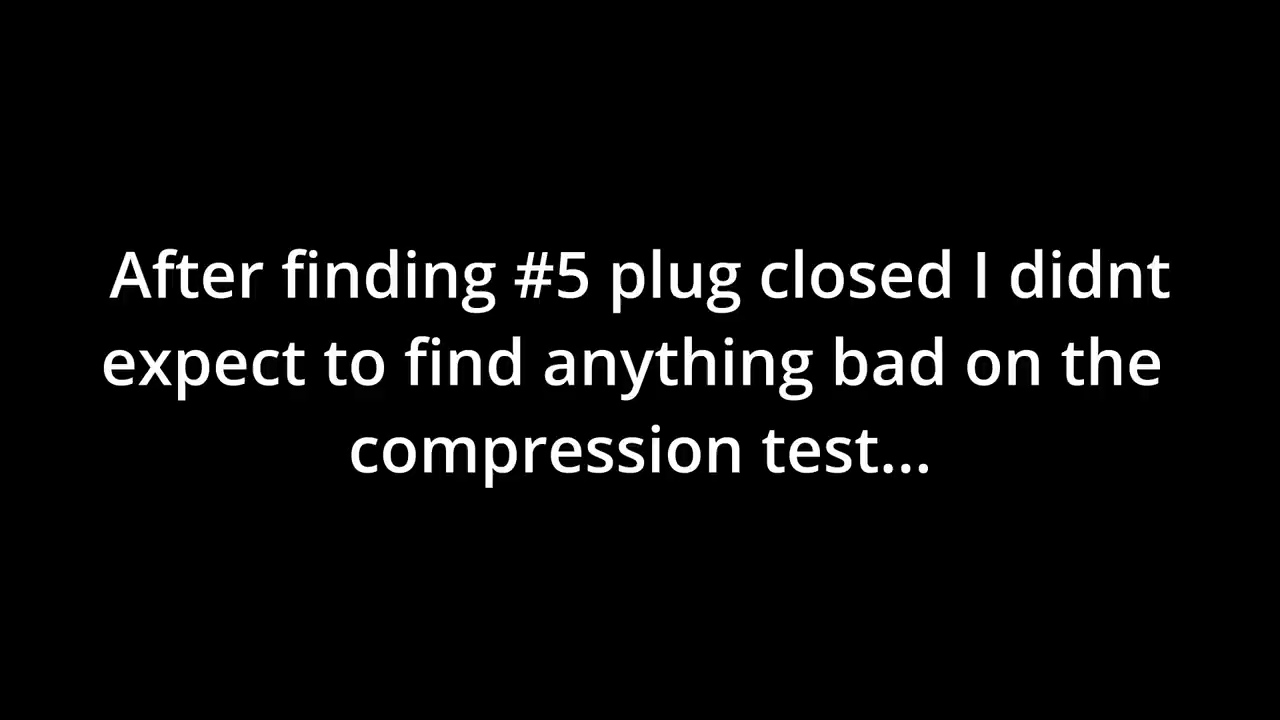 After finding #5 plug closed I didnt
expect to find anything bad on the
compression test...